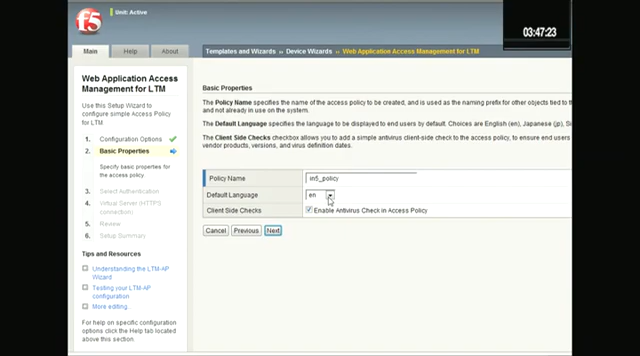 f5
Unit: Active
03:47:23
Main
Help
About
Templates and Wizards » Device Wizards » Web Application Access Management for LTM
Web Application Access
Management for LTM
Use this Setup Wizard to
configure simple Access Policy
for LTM
1. Configuration Options
2. Basic Properties
Specify basic properties for
the access policy.
3. Select Authentication
4. Virtual Server (HTTPS
connection)
5. Review
6. Setup Summary
Tips and Resources
Understanding the LTM-AP
Wizard
Testing your LTM-AP
configuration
More editing...
For help on specific configuration
options click the Help tab located
above this section
Basic Properties
The Policy Name specifies the name of the access policy to be created, and is used as the naming prefix for other objects tied to
and not already in use on the system.
The Default Language specifies the language to be displayed to end users by default. Choices are English (en), Japanese (ja), Si
The Client Side Checks checkbox allows you to add a simple antivirus client-side check to the access policy, to ensure end users
vendor products, versions, and virus definition dates.
Policy Name
in5_policy
Default Language
en
Client Side Checks
Enable Antivirus Check in Access Policy
Cancel
Previous
Next